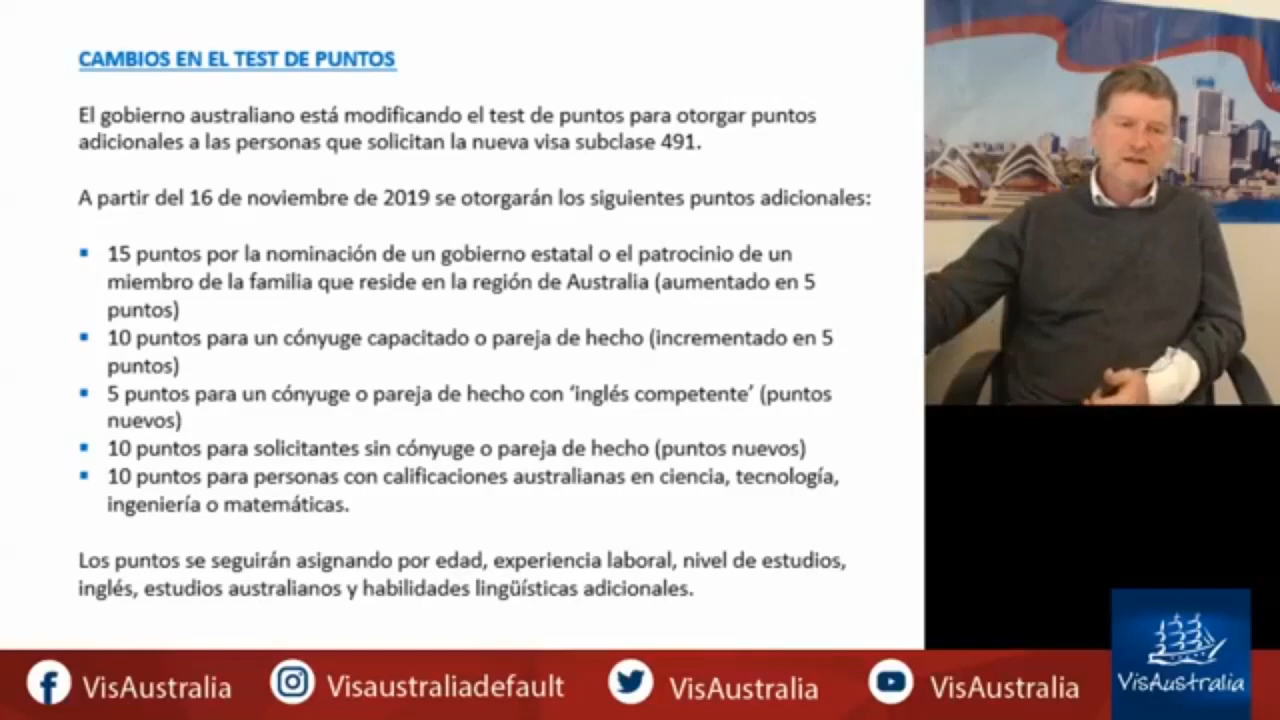 CAMBIOS EN EL TEST DE PUNTOS
El gobierno australiano está modificando el test de puntos para otorgar puntos
adicionales a las personas que solicitan la nueva visa subclase 491.
A partir del 16 de noviembre de 2019 se otorgarán los siguientes puntos adicionales:
15 puntos por la nominación de un gobierno estatal o el patrocinio de un
miembro de la familia que reside en la región de Australia (aumentado en 5
puntos)
10 puntos para un cónyuge capacitado o pareja de hecho (incrementado en 5
puntos)
5 puntos para un cónyuge o pareja de hecho con ‘inglés competente’ (puntos
nuevos)
10 puntos para solicitantes sin cónyuge o pareja de hecho (puntos nuevos)
10 puntos para personas con calificaciones australianas en ciencia, tecnología,
ingeniería o matemáticas.
Los puntos se seguirán asignando por edad, experiencia laboral, nivel de estudios,
inglés, estudios australianos y habilidades lingüísticas adicionales.
VisAustralia
Visaustraliadefault
VisAustralia
VisAustralia
VisAustralia